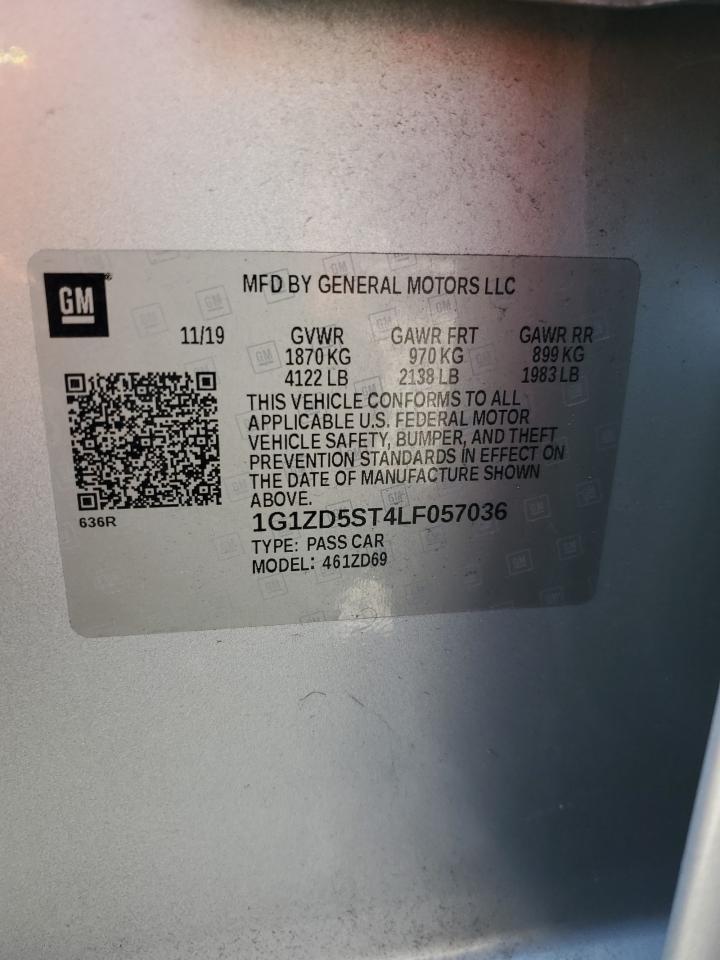 GM®
MFD BY GENERAL MOTORS LLC
11/19 GVWR GAWR FRT GAWR RR
1870 KG 970 KG 899 KG
4122 LB 2138 LB 1983 LB
THIS VEHICLE CONFORMS TO ALL
APPLICABLE U.S. FEDERAL MOTOR
VEHICLE SAFETY, BUMPER, AND THEFT
PREVENTION STANDARDS IN EFFECT ON
THE DATE OF MANUFACTURE SHOWN
ABOVE.
636R
1G1ZD5ST4LF057036
TYPE: PASS CAR
MODEL: 461ZD69